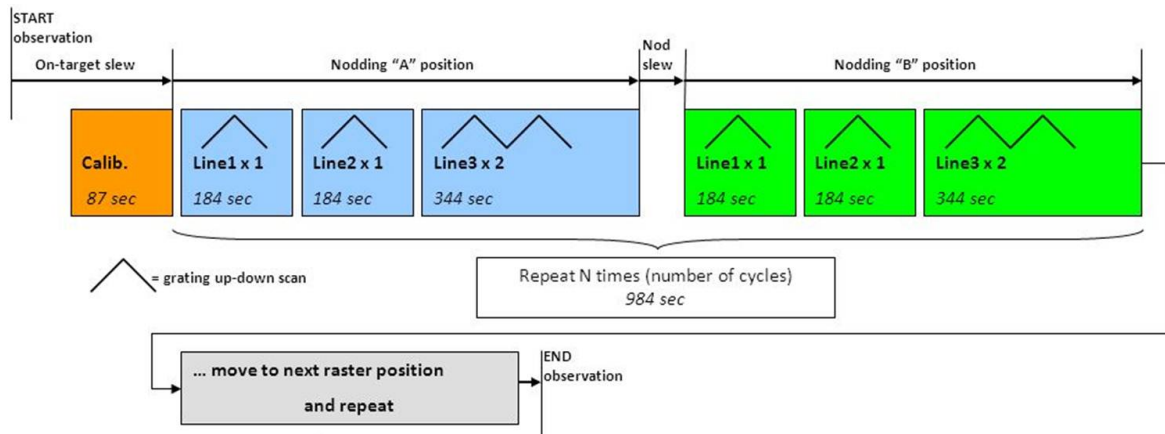 START
observation
On-target slew
Nodding “A” position
Nod
slew
Nodding “B” position
Calib.
87 sec
Line1 x 1
184 sec
Line2 x 1
184 sec
Line3 x 2
344 sec
Line1 x 1
184 sec
Line2 x 1
184 sec
Line3 x 2
344 sec
= grating up-down scan
Repeat N times (number of cycles)
984 sec
... move to next raster position
and repeat
END
observation